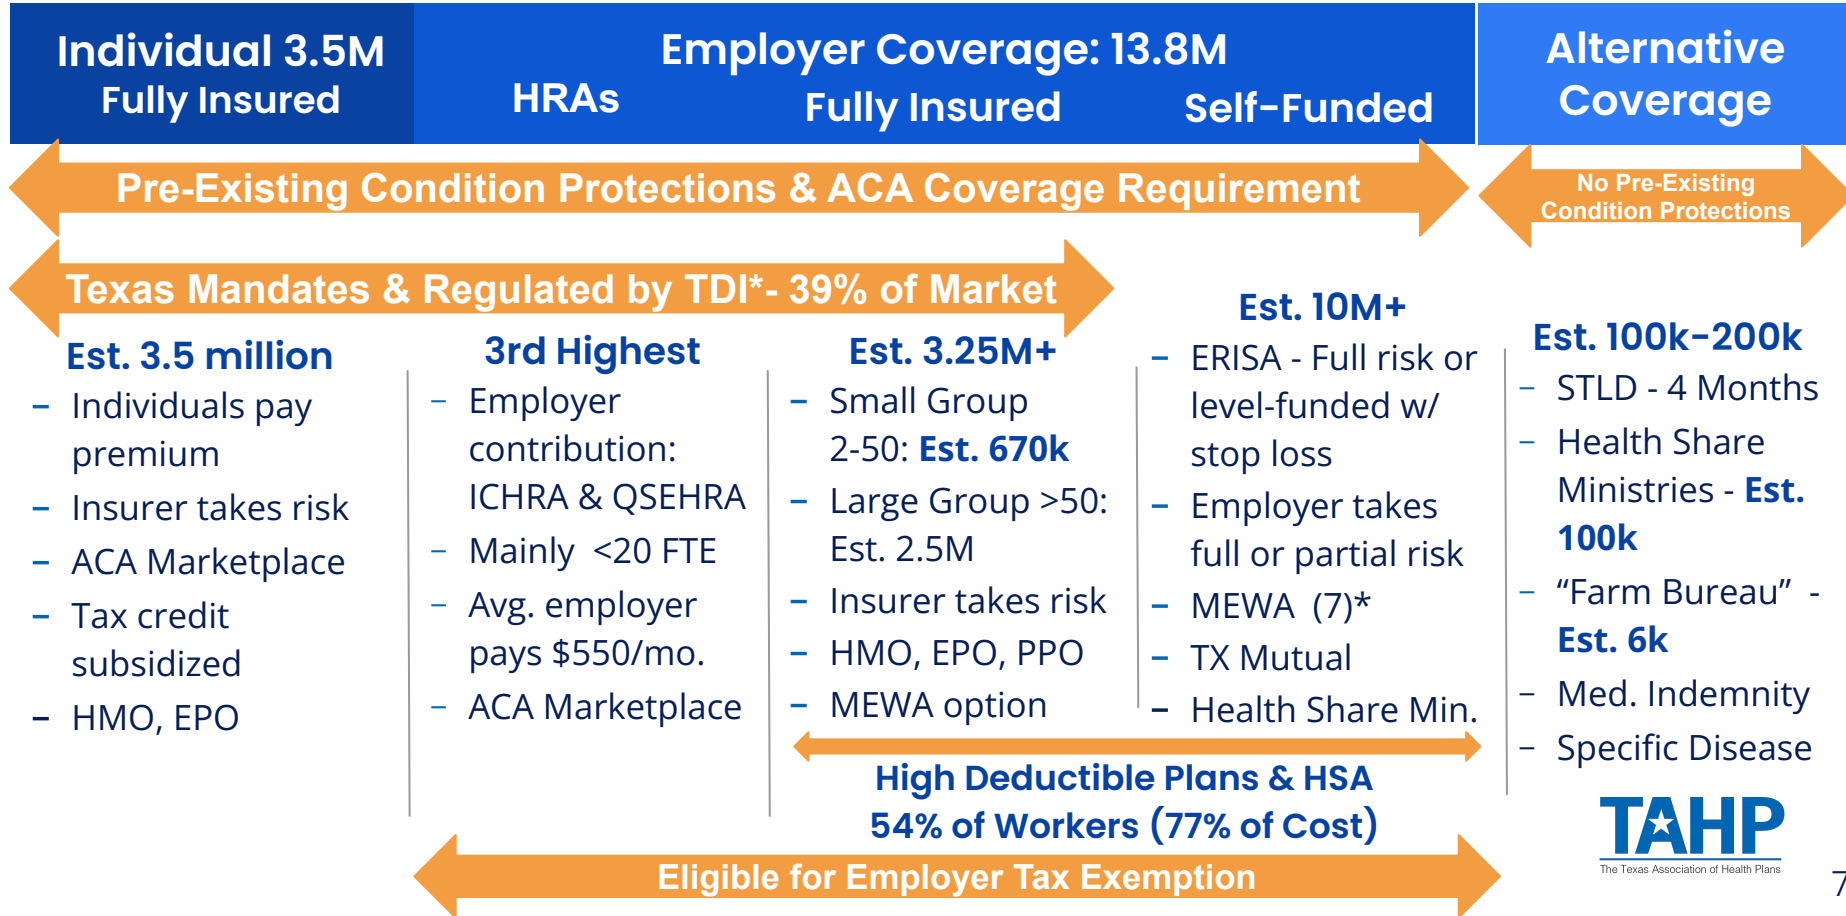 Individual 3.5M
Fully Insured
Employer Coverage: 13.8M
HRAs
Fully Insured
Self-Funded
Alternative
Coverage
Pre-Existing Condition Protections & ACA Coverage Requirement
No Pre-Existing
Condition Protections
Texas Mandates & Regulated by TDI*- 39% of Market
Est. 3.5 million
– Individuals pay
premium
– Insurer takes risk
– ACA Marketplace
– Tax credit
subsidized
– HMO, EPO
3rd Highest
– Employer
contribution:
ICHRA & QSEHRA
– Mainly <20 FTE
– Avg. employer
pays $550/mo.
– ACA Marketplace
Est. 3.25M+
– Small Group
2-50: Est. 670k
– Large Group >50:
Est. 2.5M
– Insurer takes risk
– HMO, EPO, PPO
– MEWA option
Est. 10M+
– ERISA - Full risk or
level-funded w/
stop loss
– Employer takes
full or partial risk
– MEWA (7)*
– TX Mutual
– Health Share Min.
Est. 100k-200k
– STLD - 4 Months
– Health Share
Ministries - Est.
100k
– “Farm Bureau” -
Est. 6k
– Med. Indemnity
– Specific Disease
High Deductible Plans & HSA
54% of Workers (77% of Cost)
Eligible for Employer Tax Exemption
TAHP
The Texas Association of Health Plans
7